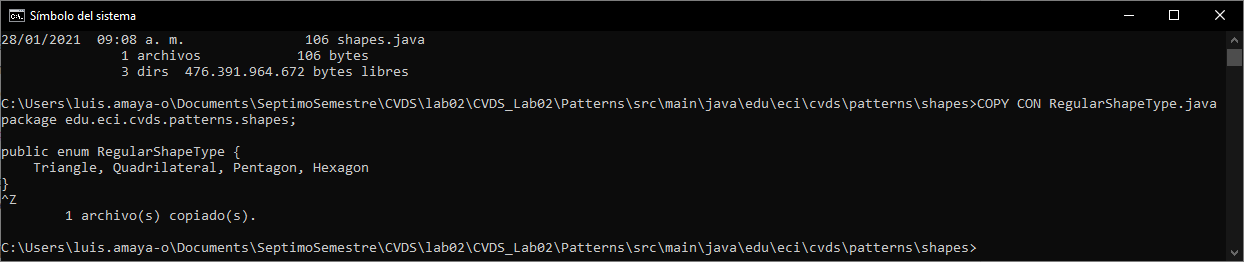 Símbolo del sistema
28/01/2021  09:08 a. m.               106 shapes.java
               1 archivos            106 bytes
               3 dirs  476.391.964.672 bytes libres
C:\Users\luis.amaya-o\Documents\SeptimoSemestre\CVDS\lab02\CVDS_Lab02\Patterns\src\main\java\edu\eci\cvds\patterns\shapes>COPY CON RegularShapeType.java
package edu.eci.cvds.patterns.shapes;
public enum RegularShapeType {
    Triangle, Quadrilateral, Pentagon, Hexagon
}
^Z
        1 archivo(s) copiado(s).
C:\Users\luis.amaya-o\Documents\SeptimoSemestre\CVDS\lab02\CVDS_Lab02\Patterns\src\main\java\edu\eci\cvds\patterns\shapes>